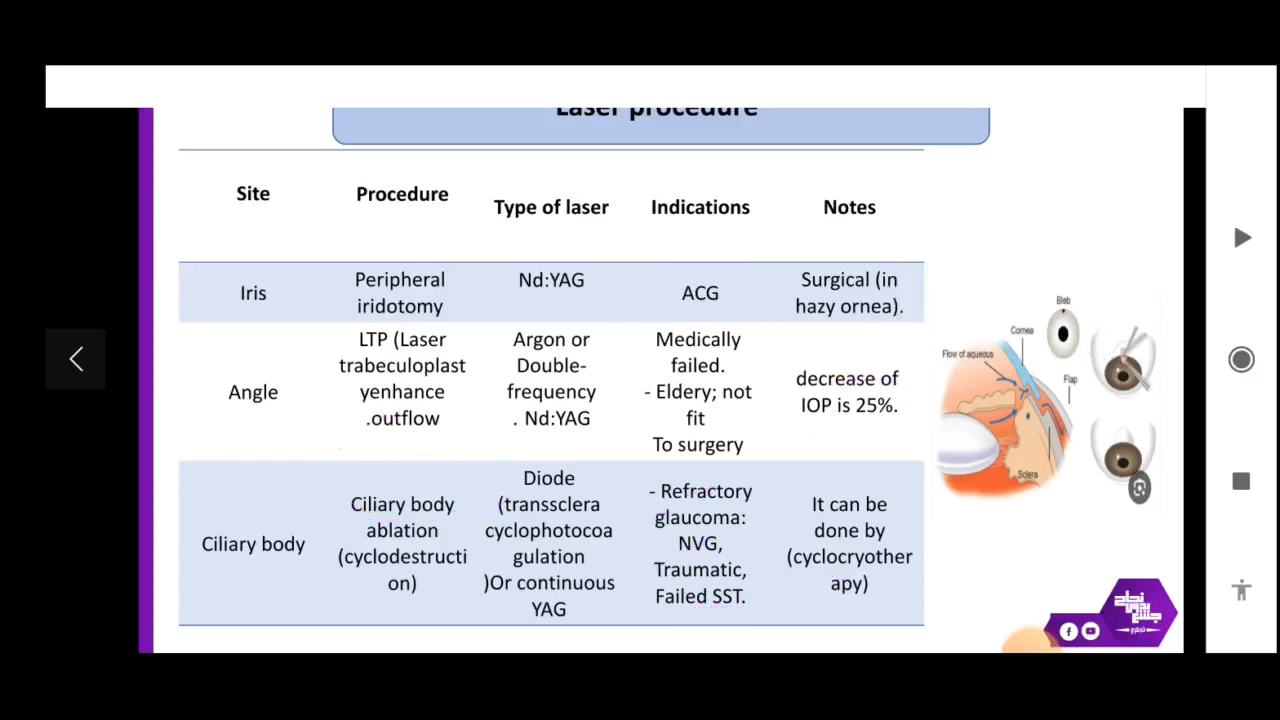 Laser procedure
Site
Procedure
Type of laser
Indications
Notes
Iris
Peripheral
iridotomy
Nd:YAG
ACG
Surgical (in
hazy ornea).
Angle
LTP (Laser
trabeculoplast
yenhance
.outflow
Argon or
Double-
frequency
. Nd:YAG
Medically
failed.
- Eldery; not
fit
To surgery
decrease of
IOP is 25%.
Ciliary body
Ciliary body
ablation
(cyclodestructi
on)
Diode
(transsclera
cyclophotocoa
gulation
)Or continuous
YAG
- Refractory
glaucoma:
NVG,
Traumatic,
Failed SST.
It can be
done by
(cyclocryother
apy)
Bleb
Cornea
Flow of aqueous
Flap
Sclera